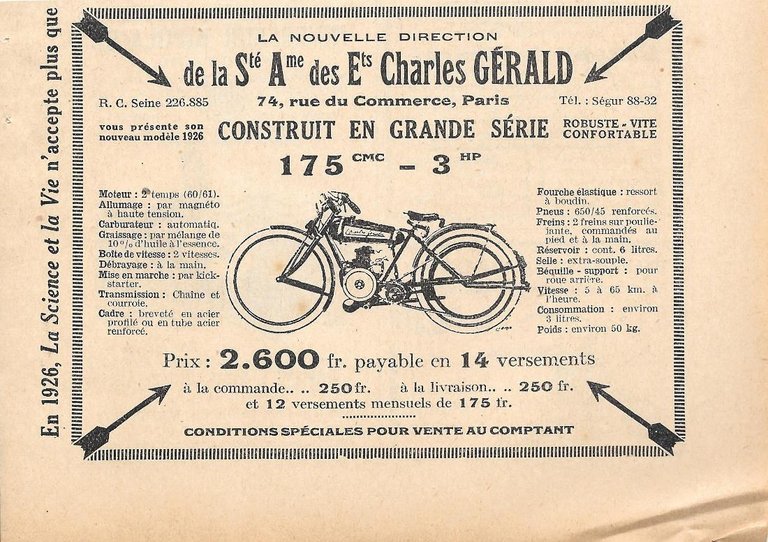 En 1926, La Science et la Vie n'accepte plus que
LA NOUVELLE DIRECTION
de la Sté Ame des Ets Charles GÉRALD
R. C. Seine 226.885
74, rue du Commerce, Paris
Tél. : Ségur 88-32
vous présente son
nouveau modèle 1926
CONSTRUIT EN GRANDE SÉRIE
ROBUSTE - VITE
CONFORTABLE
175 CMC - 3 HP
Moteur : 2 temps (60/61).
Allumage : par magnéto
à haute tension.
Carburateur : automatiq.
Graissage : par mélange de
10 % d'huile à l'essence.
Boîte de vitesse : 2 vitesses.
Débrayage : à la main.
Mise en marche : par kick-
starter.
Transmission : Chaîne et
courroie.
Cadre : breveté en acier
profilé ou en tube acier
renforcé.
Fourche élastique : ressort
à boudin.
Pneus : 650/45 renforcés.
Freins : 2 freins sur poulie-
jante, commandés au
pied et à la main.
Réservoir : cont. 6 litres.
Selle : extra-souple.
Béquille - support : pour
roue arrière.
Vitesse : 5 à 65 km. à
l'heure.
Consommation : environ
3 litres.
Poids : environ 50 kg.
Prix : 2.600 fr. payable en 14 versements
à la commande.. .. 250 fr. à la livraison.. .. 250 fr.
et 12 versements mensuels de 175 fr.
CONDITIONS SPÉCIALES POUR VENTE AU COMPTANT